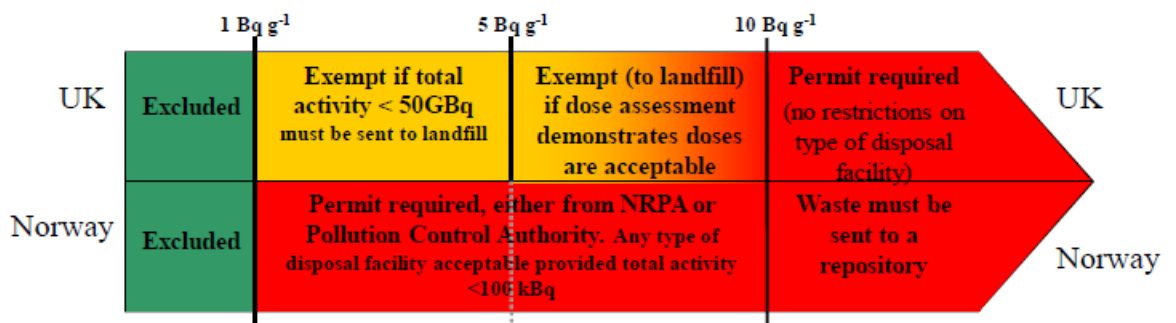 1 Bq g-1 5 Bq g-1 10 Bq g-1
UK
Excluded
Exempt if total
activity < 50GBq
must be sent to landfill
Exempt (to landfill)
if dose assessment
demonstrates doses
are acceptable
Permit required
(no restrictions on
type of disposal
facility)
UK
Norway
Excluded
Permit required, either from NRPA or
Pollution Control Authority. Any type of
disposal facility acceptable provided total activity
<100 kBq
Waste must be
sent to a
repository
Norway